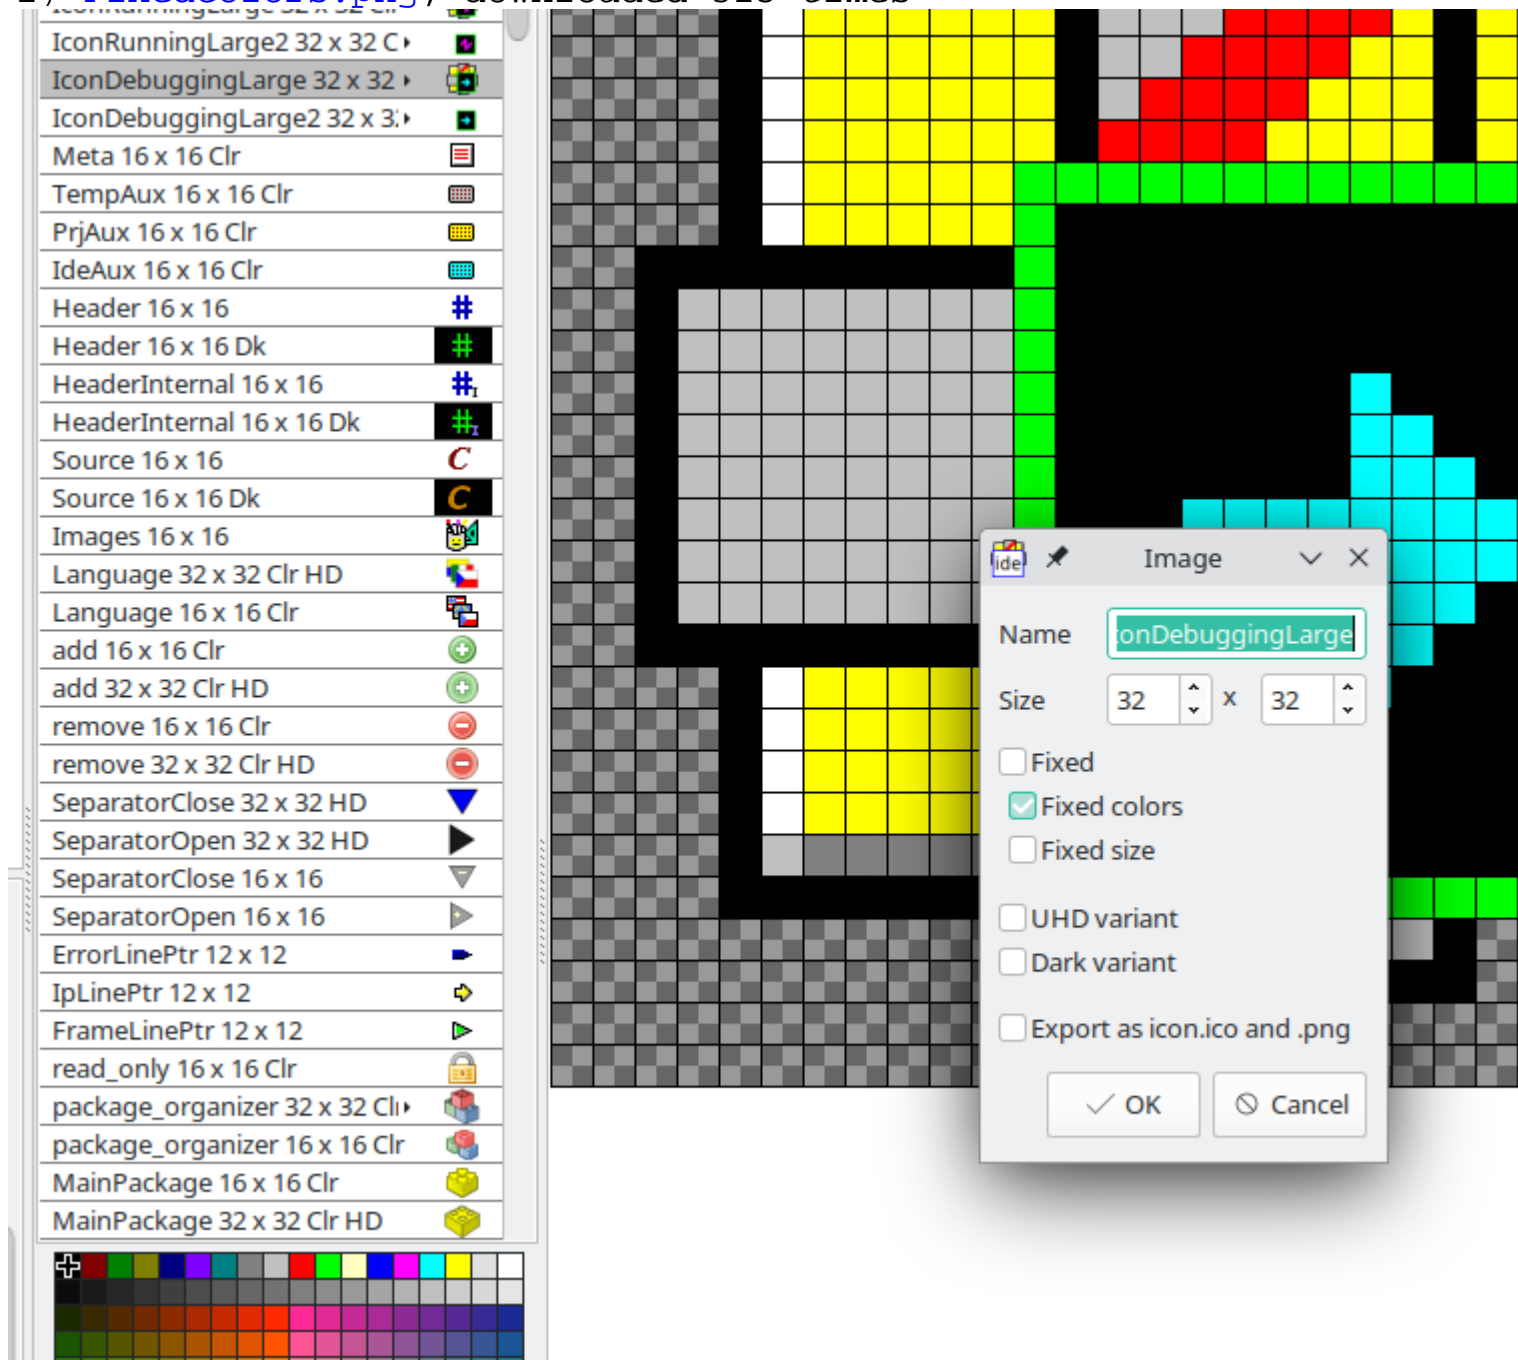 IconRunningLarge2 32 x 32 C
IconDebuggingLarge 32 x 32
IconDebuggingLarge2 32 x 3
Meta 16 x 16 Clr
TempAux 16 x 16 Clr
PrjAux 16 x 16 Clr
IdeAux 16 x 16 Clr
Header 16 x 16
Header 16 x 16 Dk
HeaderInternal 16 x 16
HeaderInternal 16 x 16 Dk
Source 16 x 16
Source 16 x 16 Dk
Images 16 x 16
Language 32 x 32 Clr HD
Language 16 x 16 Clr
add 16 x 16 Clr
add 32 x 32 Clr HD
remove 16 x 16 Clr
remove 32 x 32 Clr HD
SeparatorClose 32 x 32 HD
SeparatorOpen 32 x 32 HD
SeparatorClose 16 x 16
SeparatorOpen 16 x 16
ErrorLinePtr 12 x 12
IpLinePtr 12 x 12
FrameLinePtr 12 x 12
read_only 16 x 16 Clr
package_organizer 32 x 32 Cl
package_organizer 16 x 16 Clr
MainPackage 16 x 16 Clr
MainPackage 32 x 32 Clr HD
ide Image
Name conDebuggingLarge
Size 32 x 32
Fixed
Fixed colors
Fixed size
UHD variant
Dark variant
Export as icon.ico and .png
OK Cancel